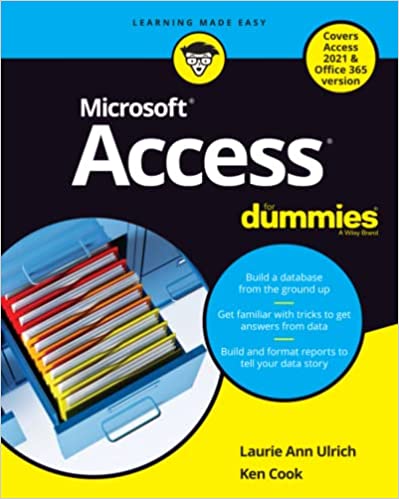 LEARNING MADE EASY
Covers
Access
2021 &
Office 365
version
Microsoft®
Access®
for
dummies®
A Wiley Brand
Build a database
from the ground up
Get familiar with tricks to get
answers from data
Build and format reports to
tell your data story
Laurie Ann Ulrich
Ken Cook